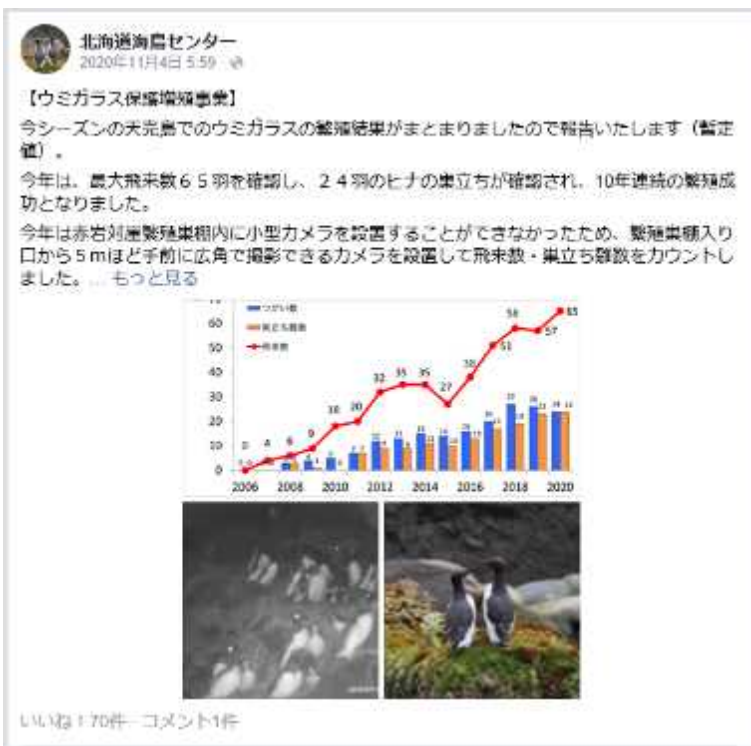 北海道海鳥センター
2020年11月4日 5:59
【ウミガラス保護増殖事業】
今シーズンの天売島でのウミガラスの繁殖結果がまとまりましたので報告いたします（暫定
値）。
今年は、最大飛来数６５羽を確認し、２４羽のヒナの巣立ちが確認され、10年連続の繁殖成
功となりました。
今年は赤岩対崖繁殖巣棚内に小型カメラを設置することができなかったため、繁殖巣棚入り
口から５mほど手前に広角で撮影できるカメラを設置して飛来数・巣立ち雛数をカウントし
ました。... もっと見る
つがい数
巣立ち雛数
飛来数
60
50
40
30
20
10
0
0 4 6 9 18 20 32 35 35 27 38 51 58 57 65
2006 2008 2010 2012 2014 2016 2018 2020
いいね！70件 コメント1件